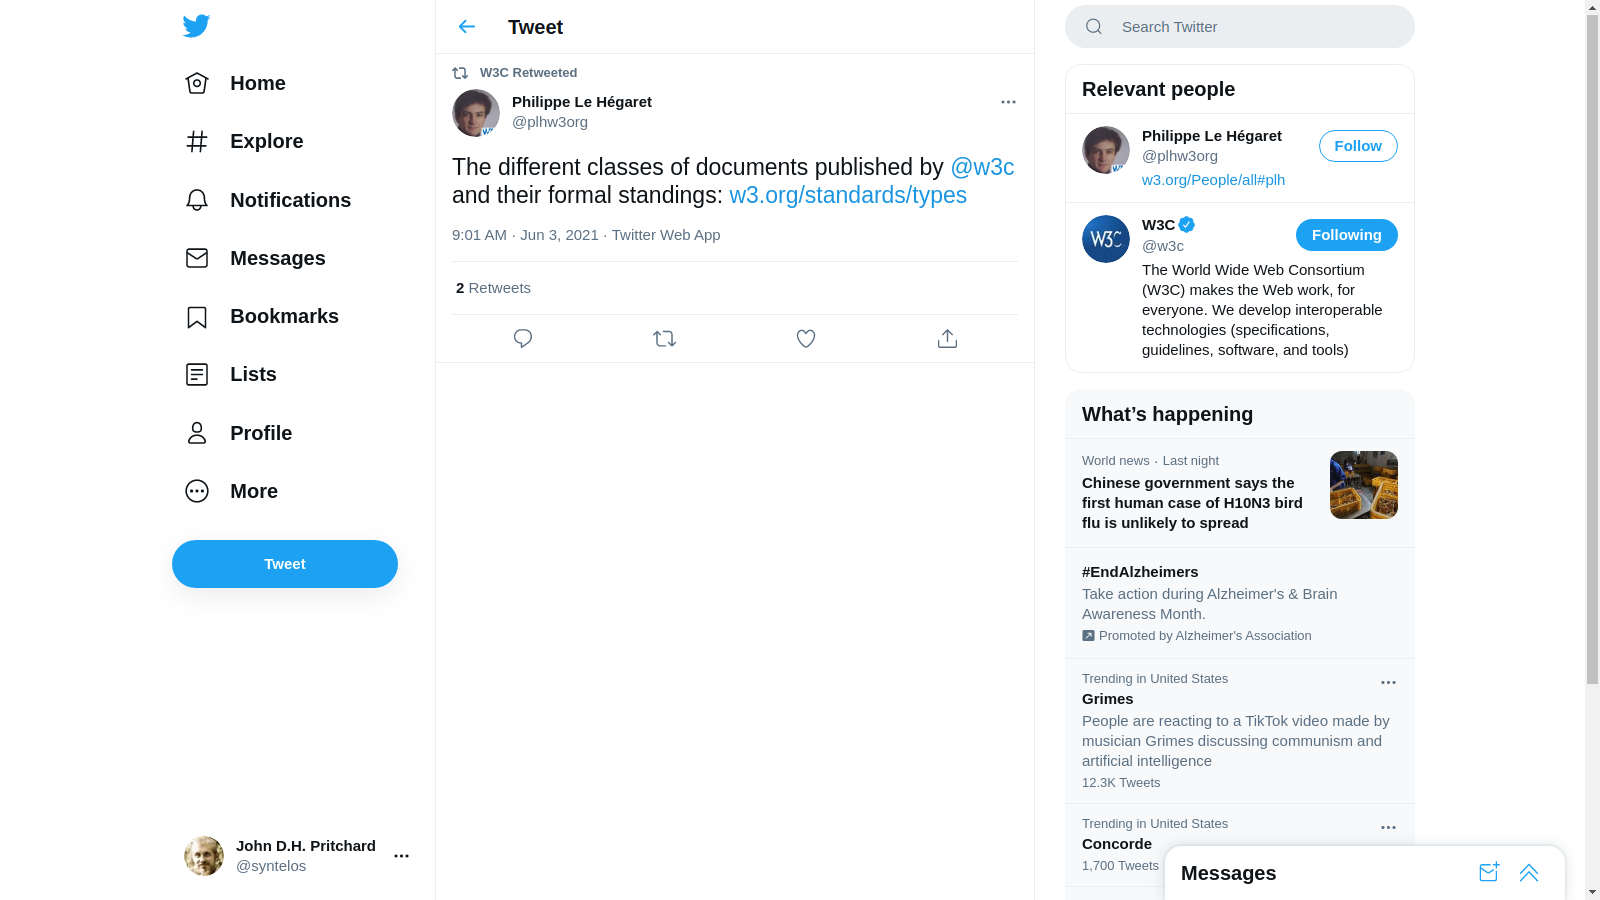 Home
Explore
Notifications
Messages
Bookmarks
Lists
Profile
More
Tweet
John D.H. Pritchard
@syntelos
Tweet
W3C Retweeted
Philippe Le Hégaret
@plhw3org
The different classes of documents published by @w3c
and their formal standings: w3.org/standards/types
9:01 AM · Jun 3, 2021 · Twitter Web App
2 Retweets
Search Twitter
Relevant people
Philippe Le Hégaret
@plhw3org
Follow
w3.org/People/all#plh
W3C
@w3c
Following
The World Wide Web Consortium
(W3C) makes the Web work, for
everyone. We develop interoperable
technologies (specifications,
guidelines, software, and tools)
What’s happening
World news · Last night
Chinese government says the
first human case of H10N3 bird
flu is unlikely to spread
#EndAlzheimers
Take action during Alzheimer's & Brain
Awareness Month.
Promoted by Alzheimer's Association
Trending in United States
Grimes
People are reacting to a TikTok video made by
musician Grimes discussing communism and
artificial intelligence
12.3K Tweets
Trending in United States
Concorde
1,700 Tweets
Messages